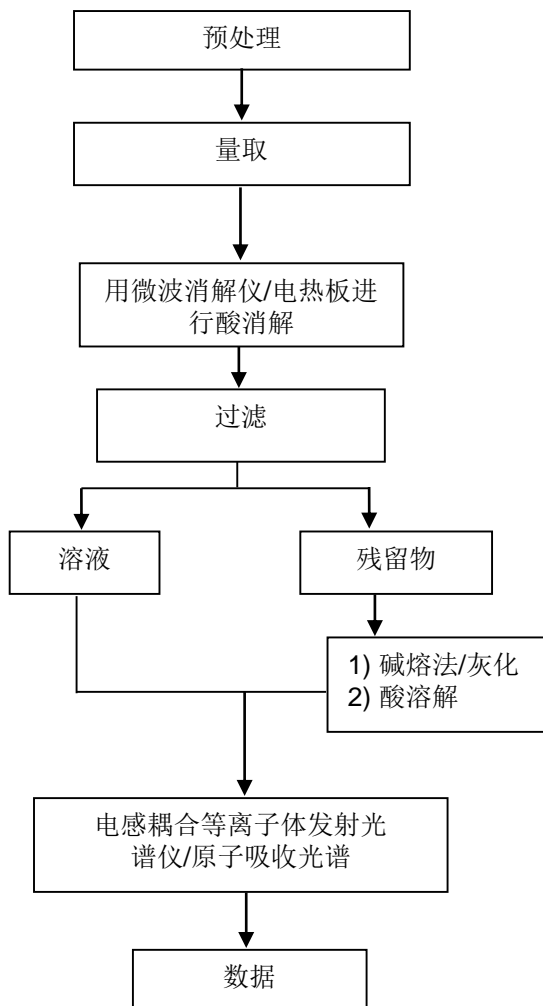 预处理
量取
用微波消解仪/电热板进
行酸消解
过滤
溶液
残留物
1) 碱熔法/灰化
2) 酸溶解
电感耦合等离子体发射光
谱仪/原子吸收光谱
数据